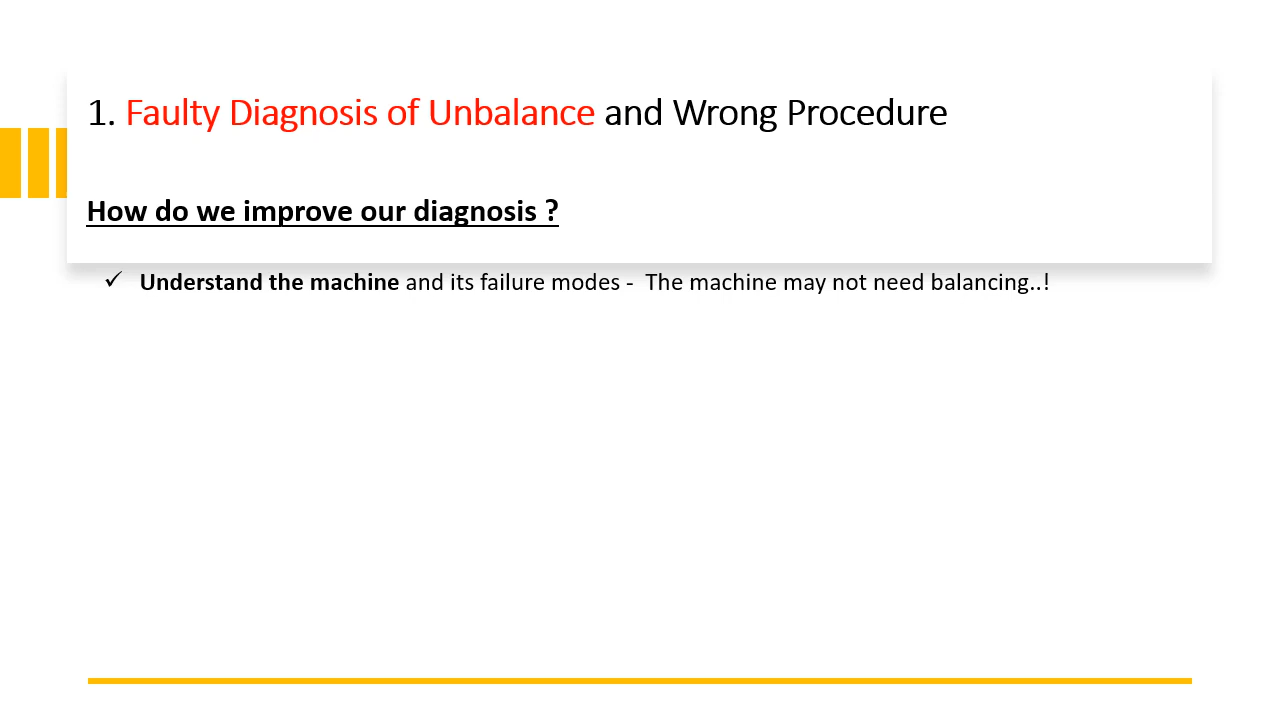 1. Faulty Diagnosis of Unbalance and Wrong Procedure
How do we improve our diagnosis ?
✓ Understand the machine and its failure modes -  The machine may not need balancing..!